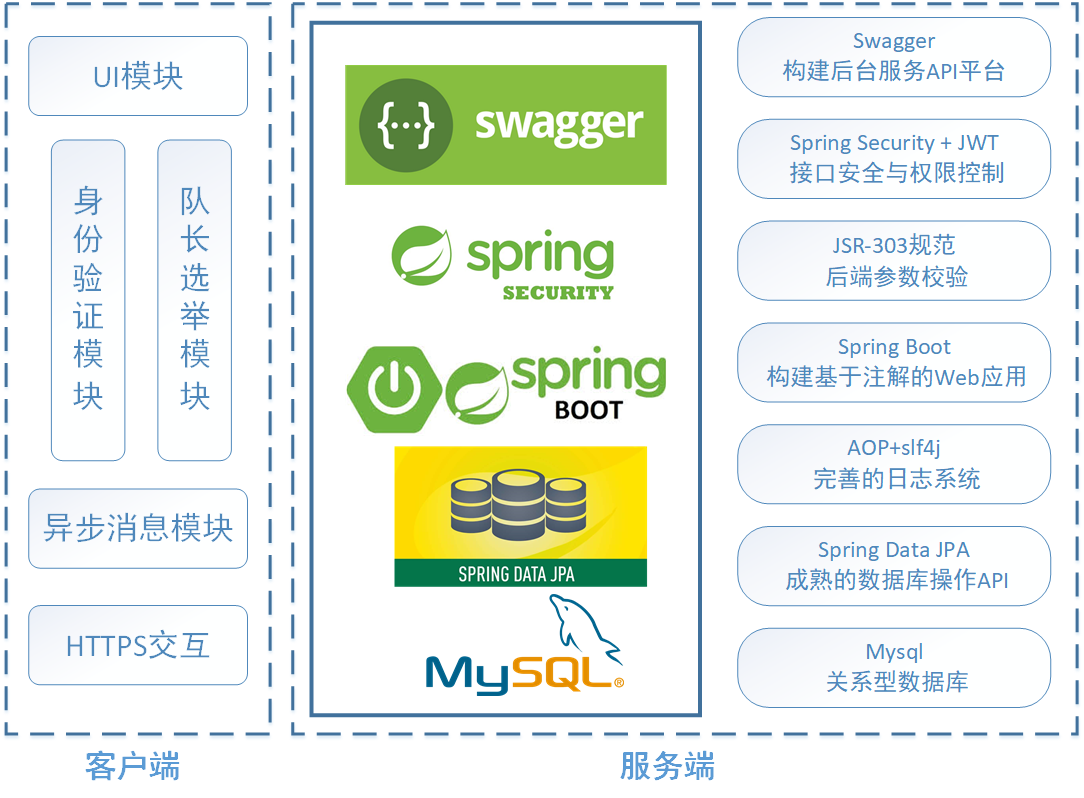 UI模块
身份验证模块
队长选举模块
异步消息模块
HTTPS交互
客户端
{···} swagger
spring
SECURITY
spring
BOOT
SPRING DATA JPA
MySQL®
Swagger
构建后台服务API平台
Spring Security + JWT
接口安全与权限控制
JSR-303规范
后端参数校验
Spring Boot
构建基于注解的Web应用
AOP+slf4j
完善的日志系统
Spring Data JPA
成熟的数据库操作API
Mysql
关系型数据库
服务端